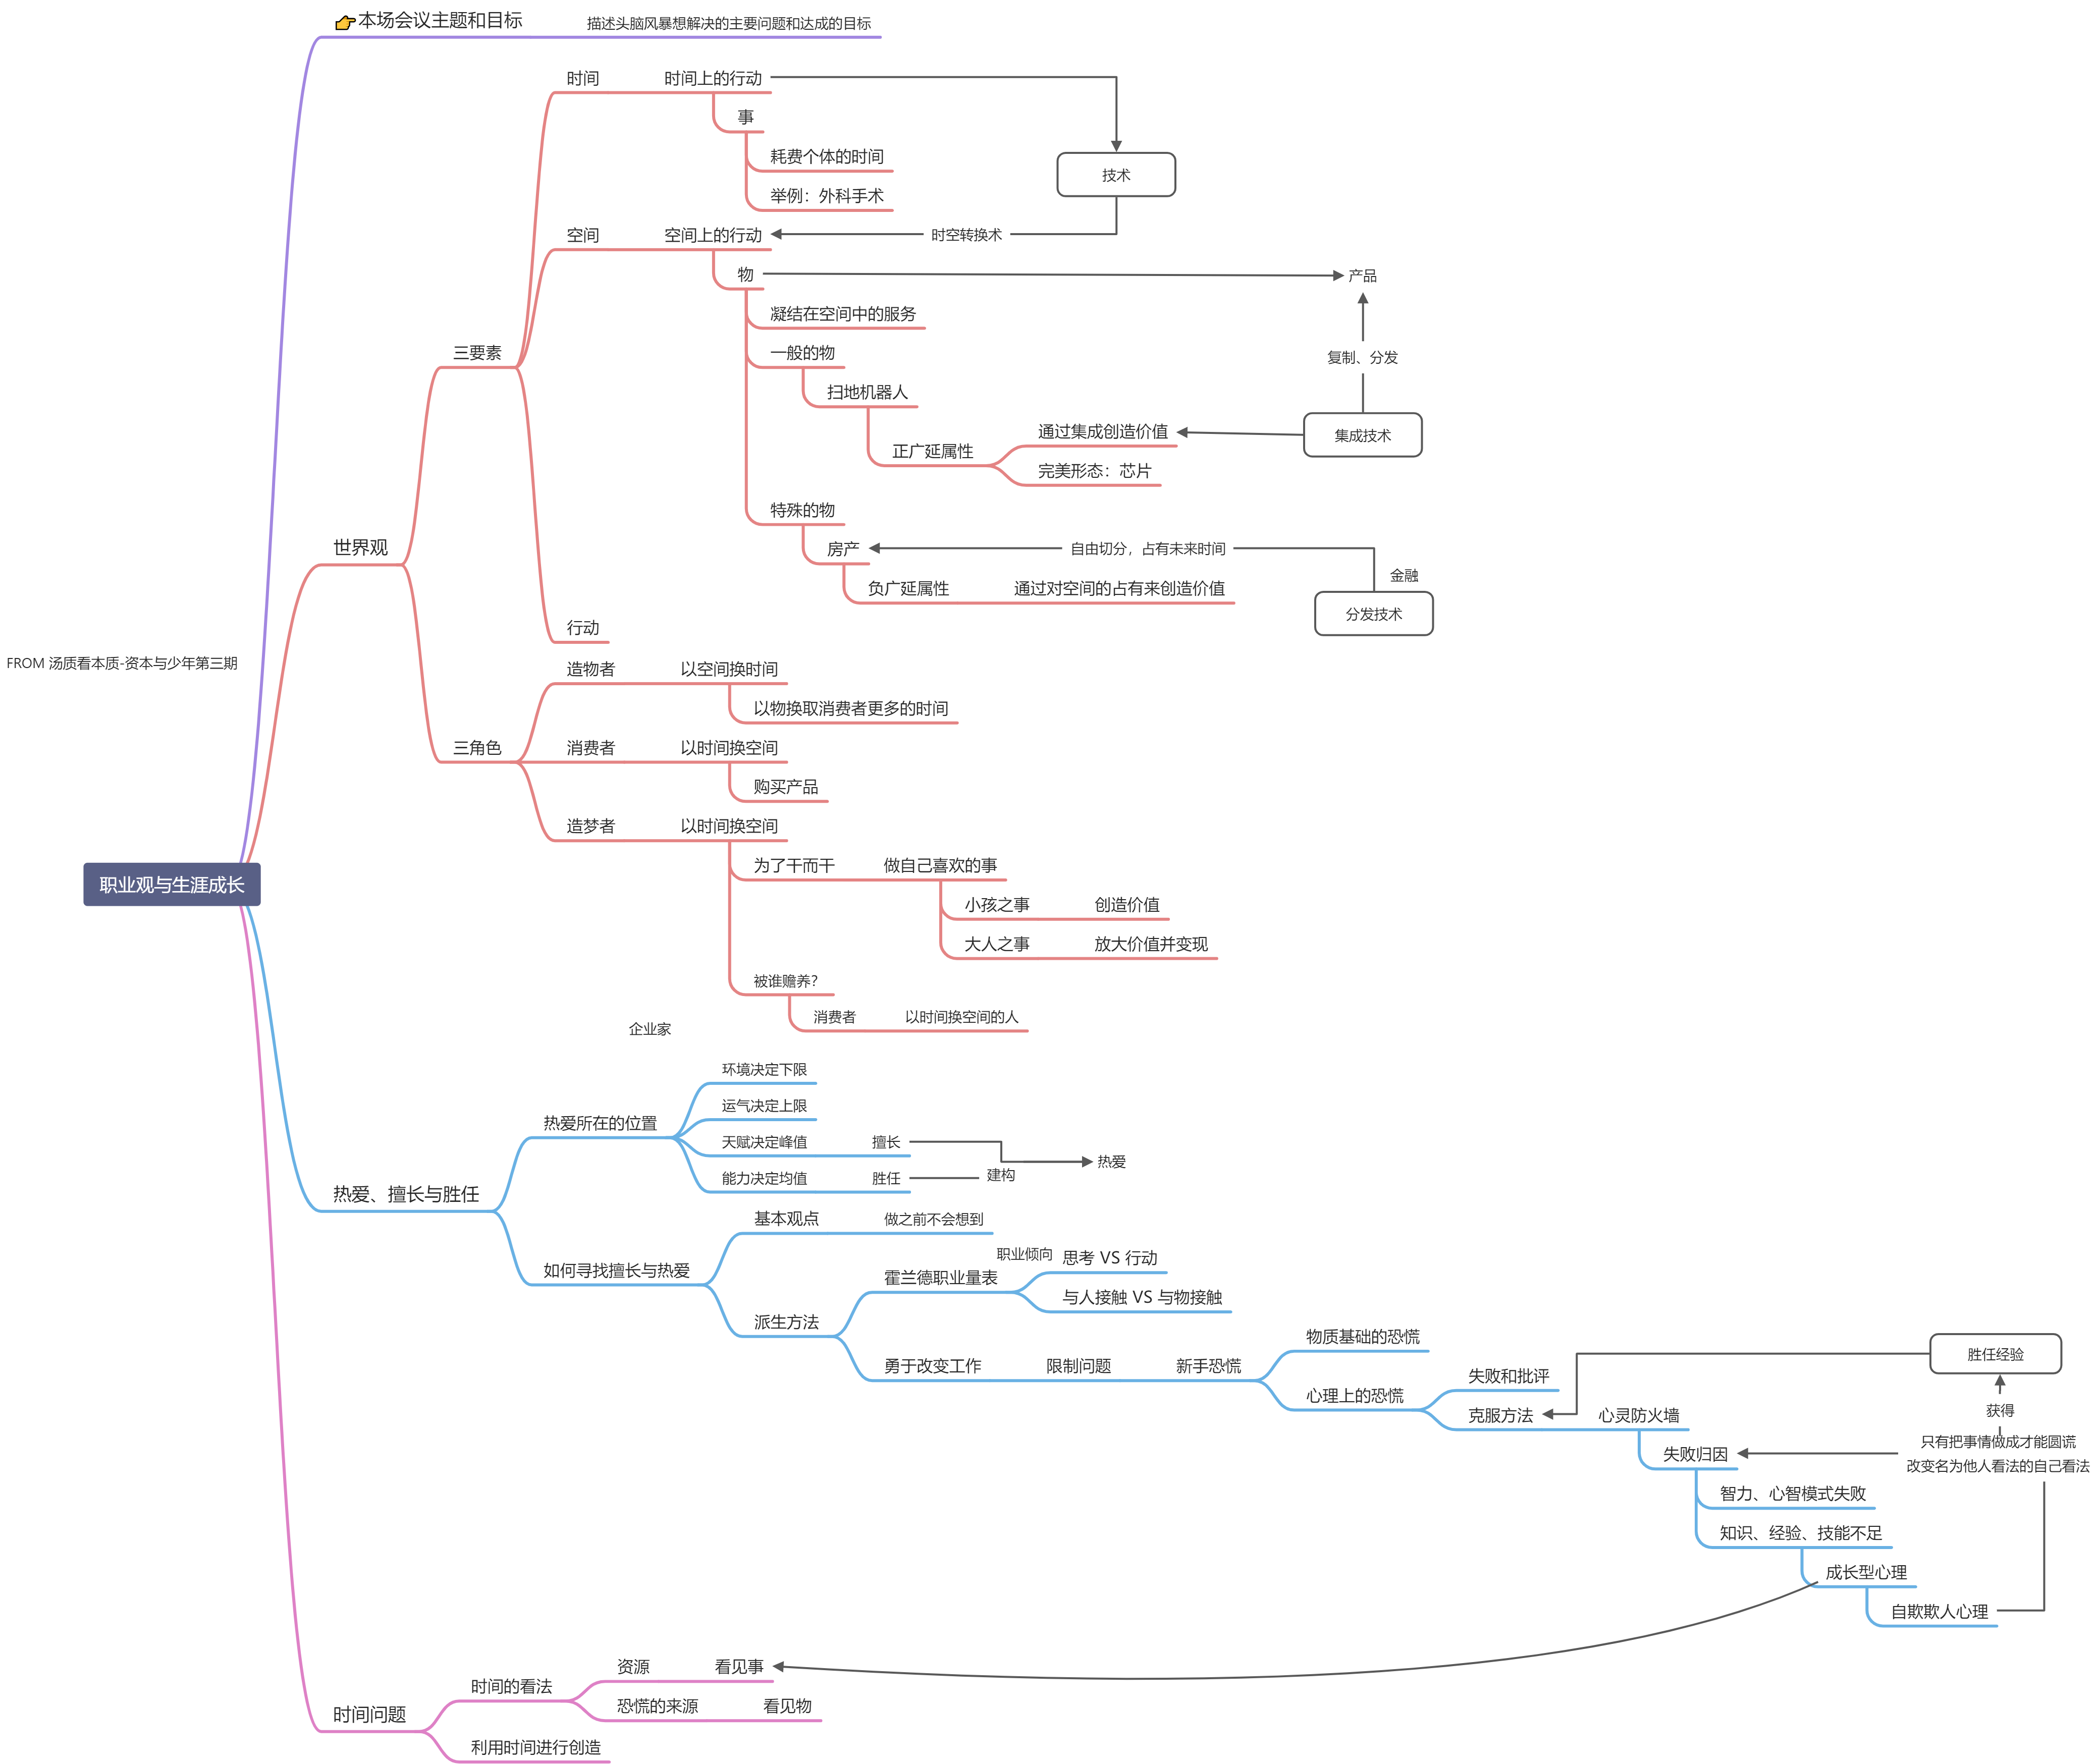 👉本场会议主题和目标
描述头脑风暴想解决的主要问题和达成的目标
时间
时间上的行动
事
耗费个体的时间
举例：外科手术
技术
空间
空间上的行动
时空转换术
物
产品
凝结在空间中的服务
一般的物
复制、分发
扫地机器人
正广延属性
通过集成创造价值
集成技术
完美形态：芯片
三要素
特殊的物
房产
自由切分，占有未来时间
金融
分发技术
负广延属性
通过对空间的占有来创造价值
世界观
行动
FROM 汤质看本质-资本与少年第三期
造物者
以空间换时间
以物换取消费者更多的时间
三角色
消费者
以时间换空间
购买产品
造梦者
以时间换空间
为了干而干
做自己喜欢的事
小孩之事
创造价值
大人之事
放大价值并变现
被谁赡养？
消费者
以时间换空间的人
职业观与生涯成长
企业家
环境决定下限
运气决定上限
热爱所在的位置
天赋决定峰值
擅长
能力决定均值
胜任
建构
热爱
热爱、擅长与胜任
基本观点
做之前不会想到
如何寻找擅长与热爱
职业倾向
思考 VS 行动
霍兰德职业量表
与人接触 VS 与物接触
派生方法
勇于改变工作
限制问题
新手恐慌
物质基础的恐慌
心理上的恐慌
失败和批评
克服方法
心灵防火墙
胜任经验
获得
只有把事情做成才能圆谎
改变名为他人看法的自己看法
失败归因
智力、心智模式失败
知识、经验、技能不足
成长型心理
自欺欺人心理
时间问题
时间的看法
资源
看见事
恐慌的来源
看见物
利用时间进行创造